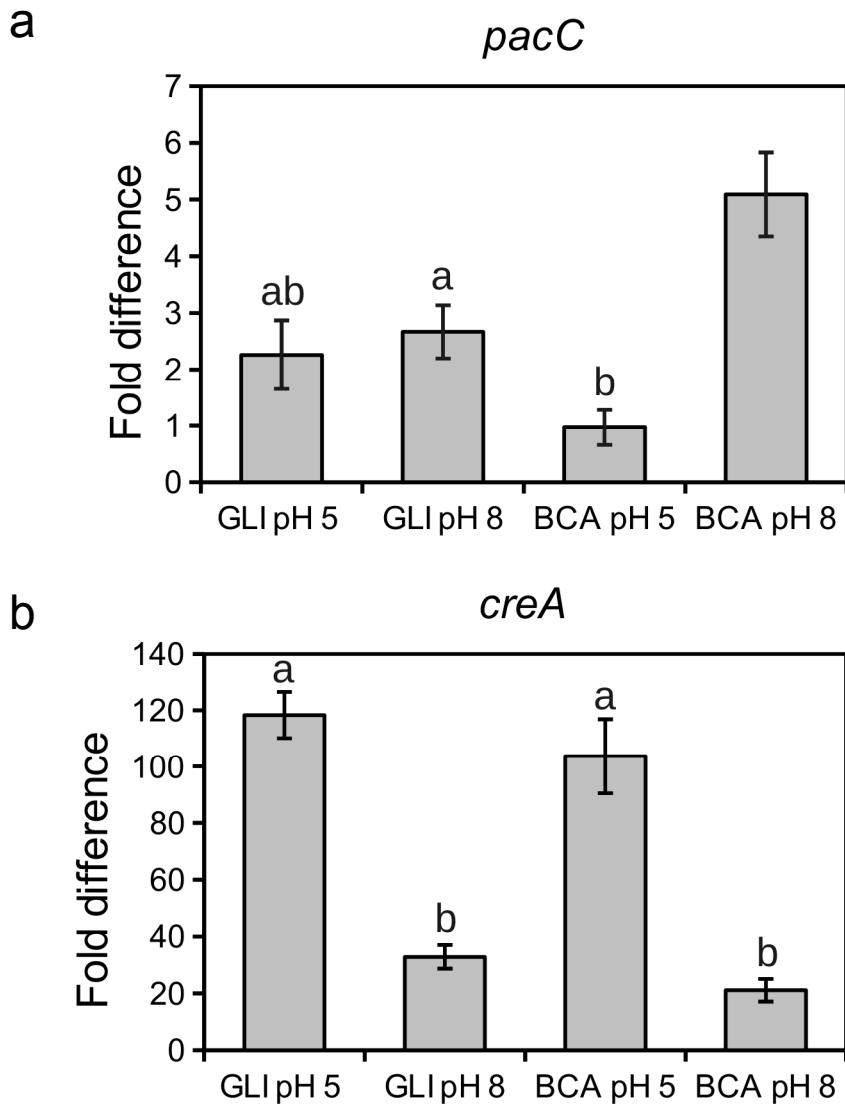 a
pacC
7
6
5
4
3
2
1
0
Fold difference
ab
a
b
GLI pH 5
GLI pH 8
BCA pH 5
BCA pH 8
b
creA
140
120
100
80
60
40
20
0
Fold difference
a
b
a
b
GLI pH 5
GLI pH 8
BCA pH 5
BCA pH 8